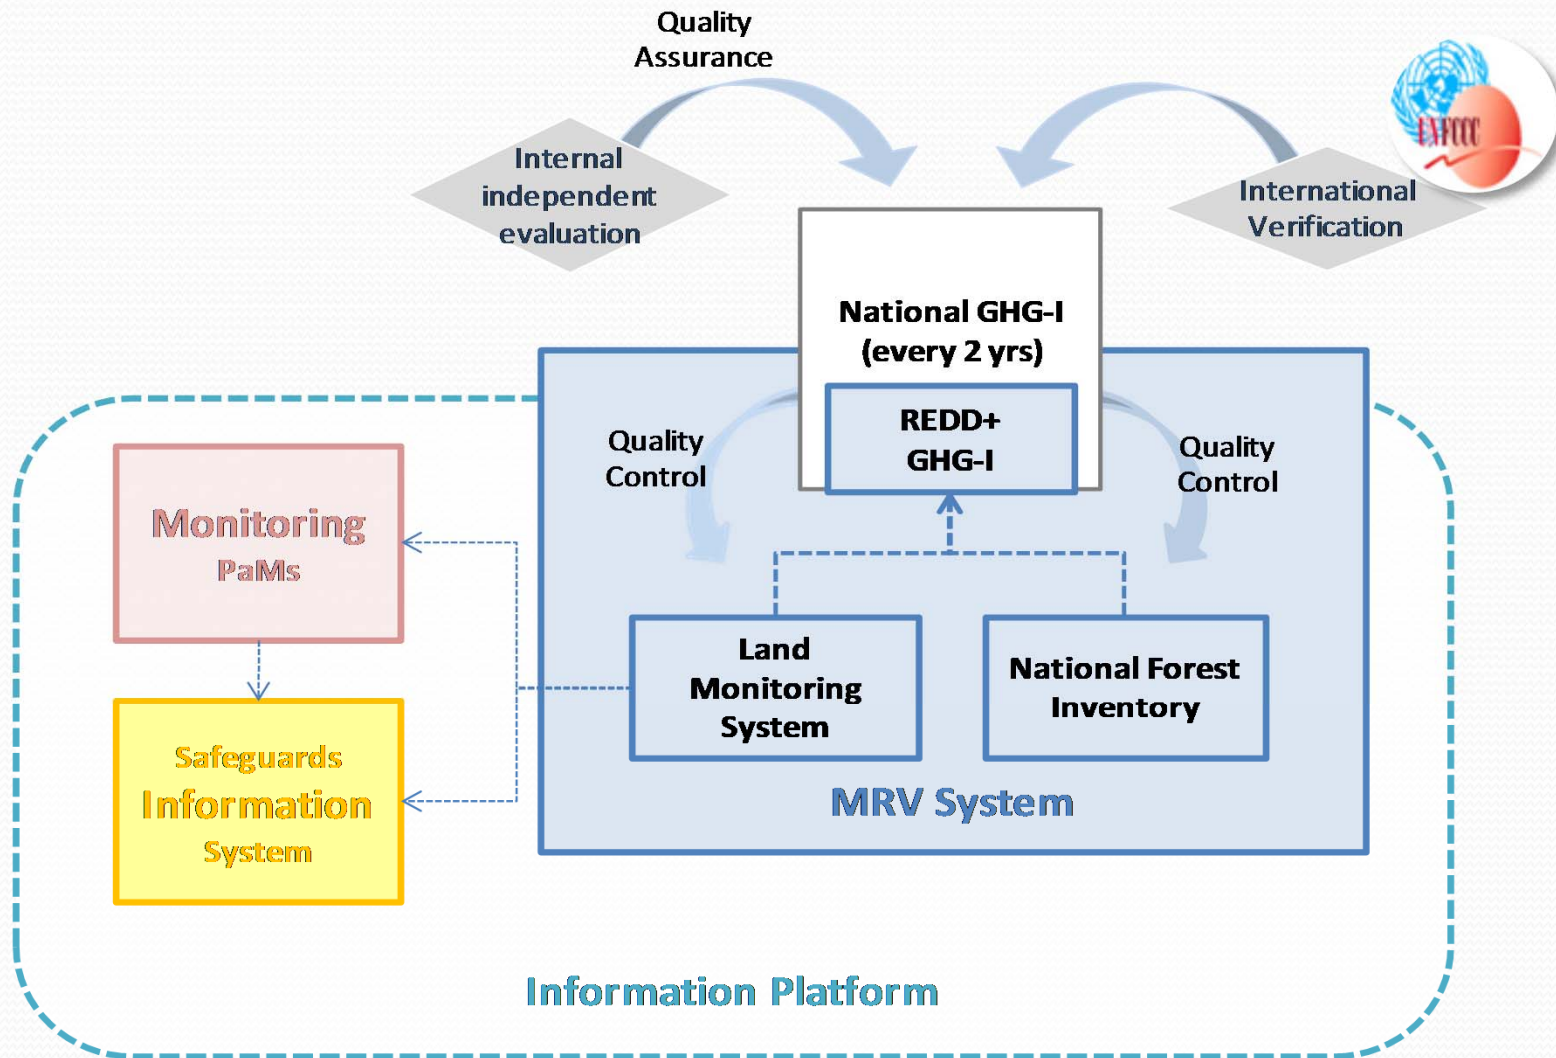 Quality
Assurance
Internal
independent
evaluation
UNFCCC
International
Verification
National GHG-I
(every 2 yrs)
REDD+
GHG-I
Quality
Control
Quality
Control
Monitoring
PaMs
Land
Monitoring
System
National Forest
Inventory
Safeguards
Information
System
MRV System
Information Platform